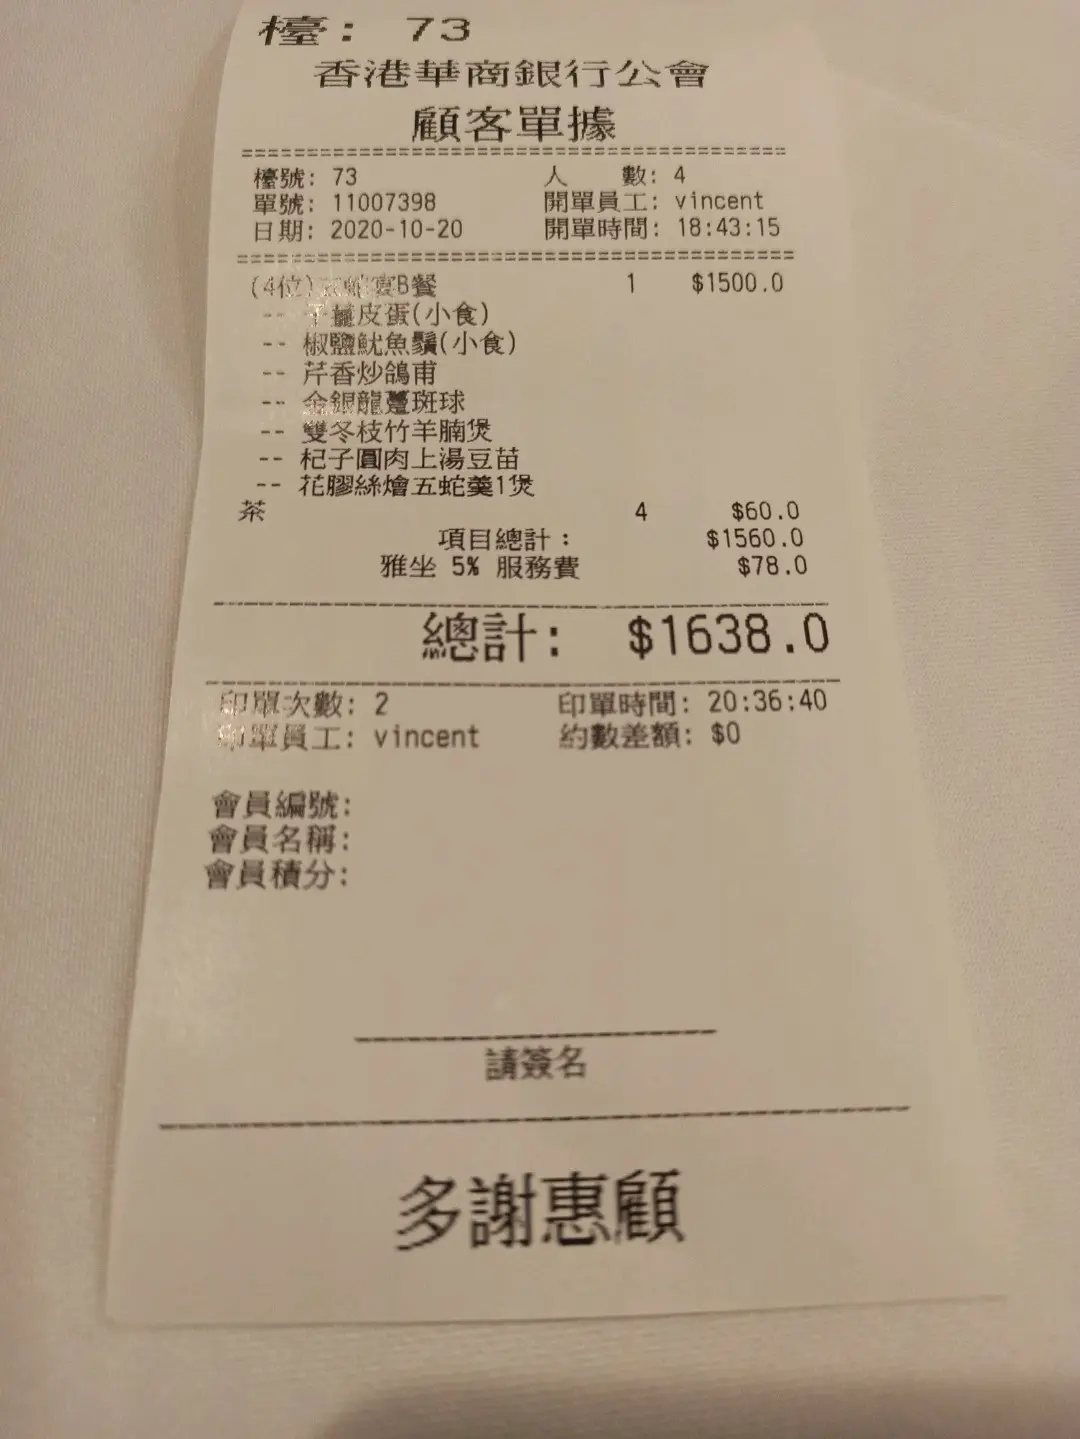 檯: 73
香港華商銀行公會
顧客單據
檯號: 73 人 數: 4
單號: 11007398 開單員工: vincent
日期: 2020-10-20 開單時間: 18:43:15
(4位) 蛇宴B餐 1 $1500.0
-- 子薑皮蛋(小食)
-- 椒鹽魷魚鬚(小食)
-- 芹香炒鴿甫
-- 金銀龍躉斑球
-- 雙冬枝竹羊腩煲
-- 杞子圓肉上湯豆苗
-- 花膠絲燴五蛇羹1煲
茶 4 $60.0
項目總計: $1560.0
雅坐 5% 服務費 $78.0
總計: $1638.0
印單次數: 2 印單時間: 20:36:40
印單員工: vincent 約數差額: $0
會員編號:
會員名稱:
會員積分:
請簽名
多謝惠顧